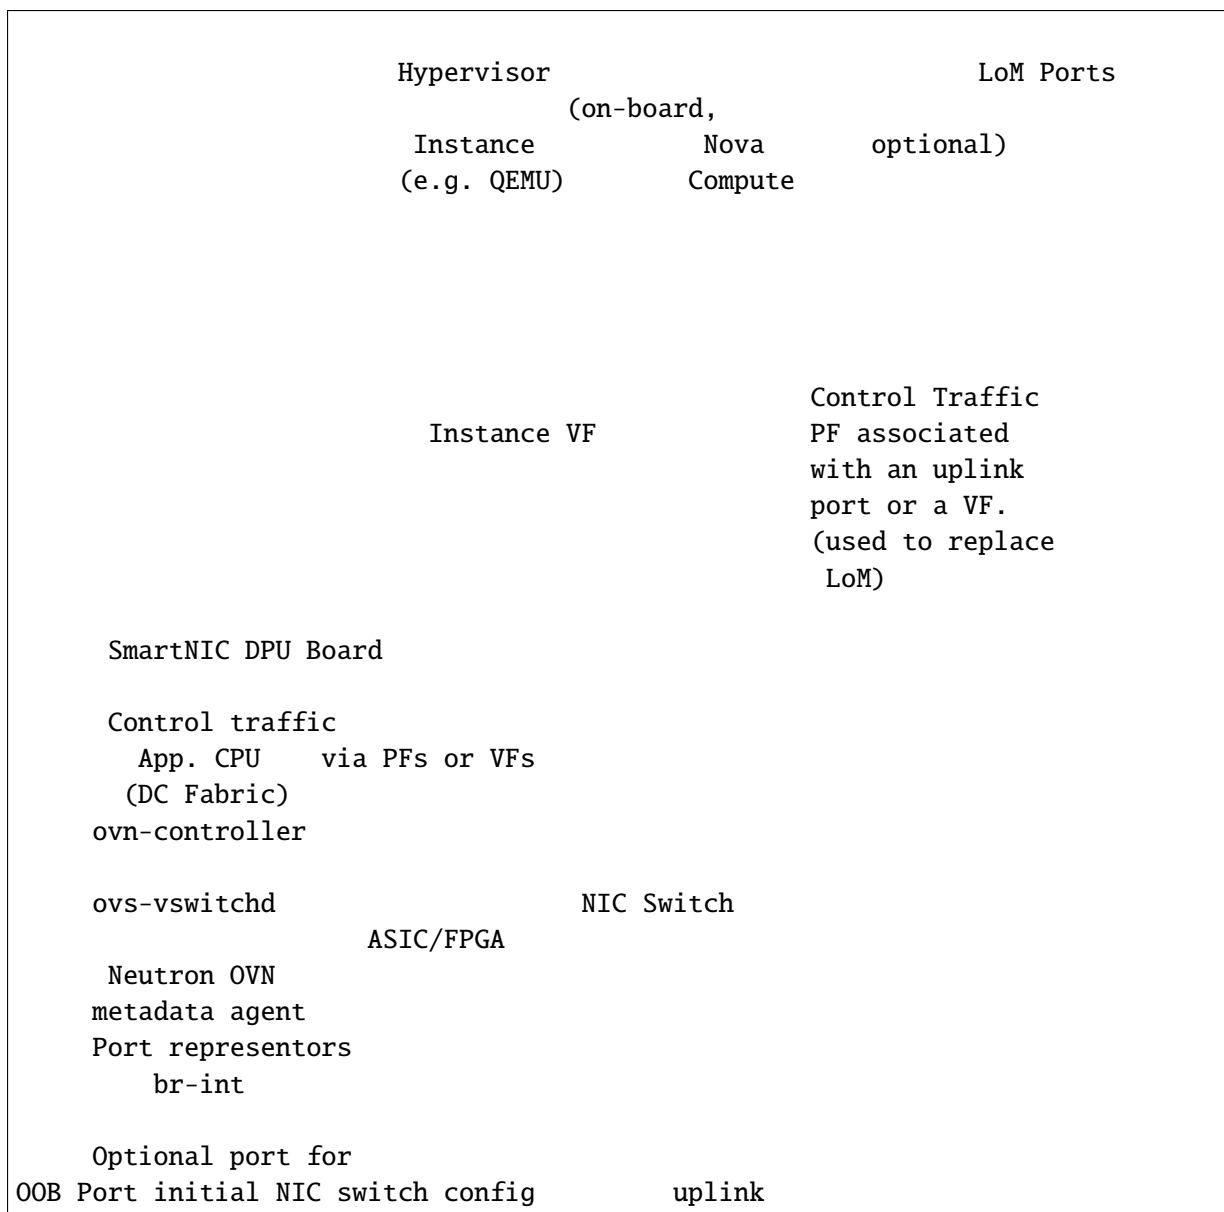 Hypervisor LoM Ports
(on-board,
Instance Nova optional)
(e.g. QEMU) Compute
Control Traffic
Instance VF PF associated
with an uplink
port or a VF.
(used to replace
LoM)
SmartNIC DPU Board
Control traffic
App. CPU via PFs or VFs
(DC Fabric)
ovn-controller
ovs-vswitchd NIC Switch
ASIC/FPGA
Neutron OVN
metadata agent
Port representors
br-int
Optional port for
OOB Port initial NIC switch config uplink